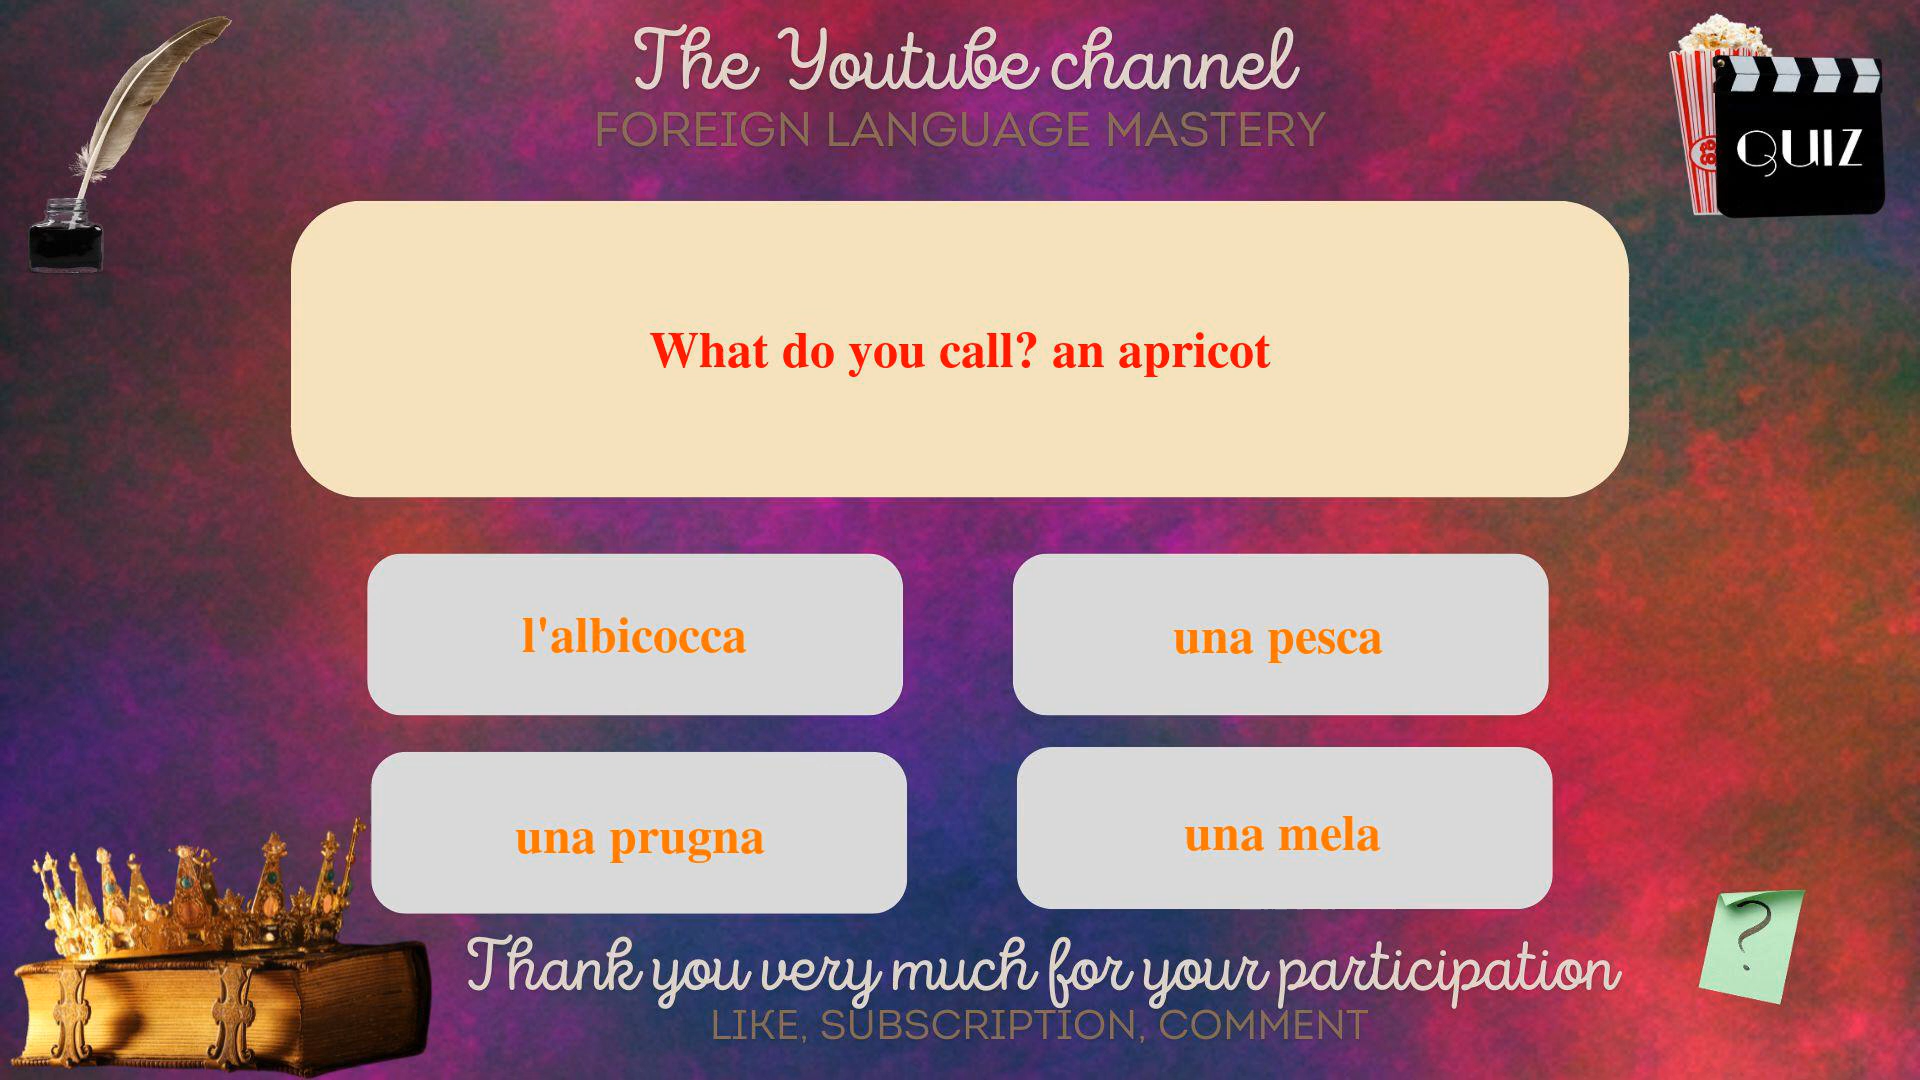 The Youtube channel
FOREIGN LANGUAGE MASTERY
QUIZ
88
What do you call? an apricot
l'albicocca
una pesca
una prugna
una mela
?
Thank you very much for your participation
LIKE, SUBSCRIPTION, COMMENT